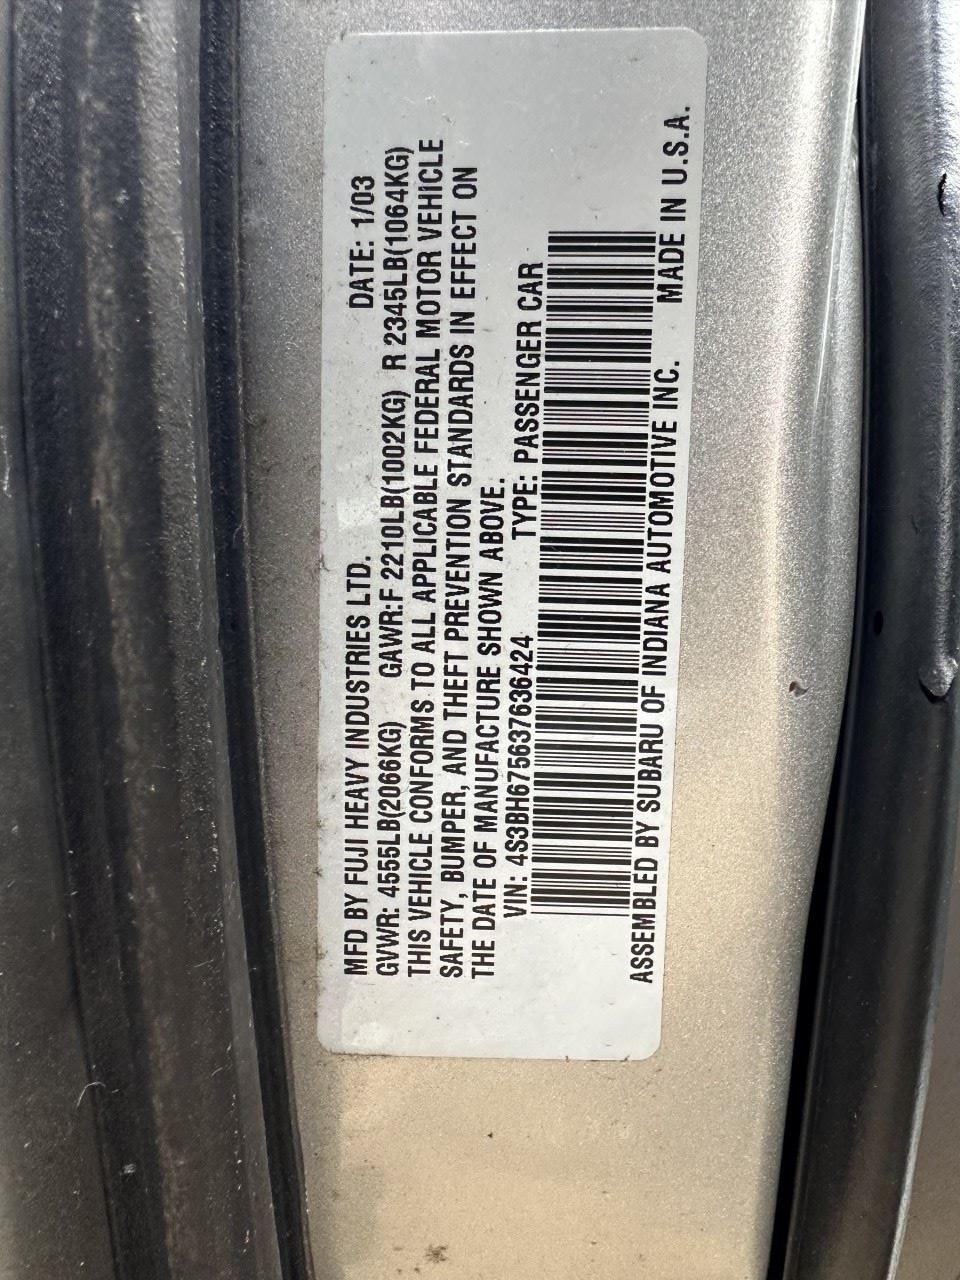 MFD BY FUJI HEAVY INDUSTRIES LTD. DATE: 1/03
GVWR: 4555LB(2066KG) GAWR:F 2210LB(1002KG) R 2345LB(1064KG)
THIS VEHICLE CONFORMS TO ALL APPLICABLE FEDERAL MOTOR VEHICLE
SAFETY, BUMPER, AND THEFT PREVENTION STANDARDS IN EFFECT ON
THE DATE OF MANUFACTURE SHOWN ABOVE.
VIN: 4S3BH675637636424 TYPE: PASSENGER CAR
ASSEMBLED BY SUBARU OF INDIANA AUTOMOTIVE INC. MADE IN U.S.A.